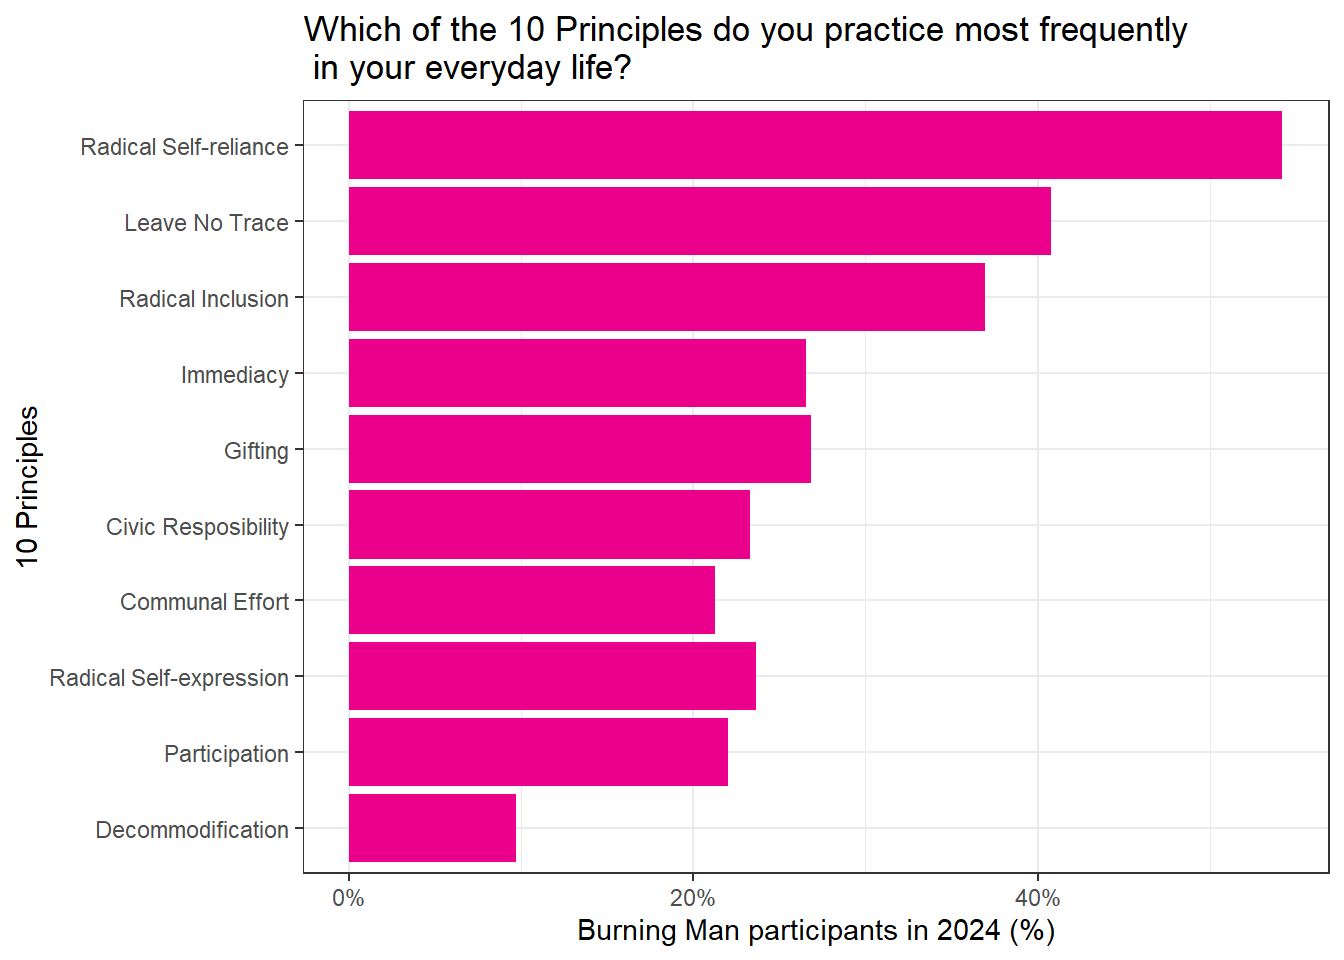 Which of the 10 Principles do you practice most frequently
in your everyday life?
10 Principles
Radical Self-reliance
Leave No Trace
Radical Inclusion
Immediacy
Gifting
Civic Resposibility
Communal Effort
Radical Self-expression
Participation
Decommodification
0% 20% 40%
Burning Man participants in 2024 (%)